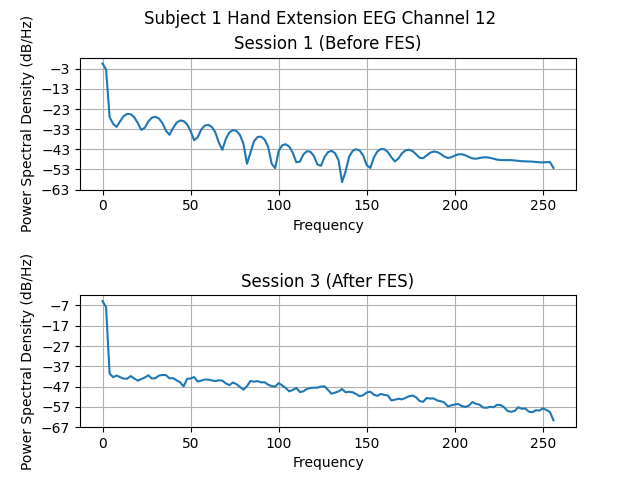 Subject 1 Hand Extension EEG Channel 12
Session 1 (Before FES)
Power Spectral Density (dB/Hz)
−3
−13
−23
−33
−43
−53
−63
0 50 100 150 200 250
Frequency
Session 3 (After FES)
Power Spectral Density (dB/Hz)
−7
−17
−27
−37
−47
−57
−67
0 50 100 150 200 250
Frequency